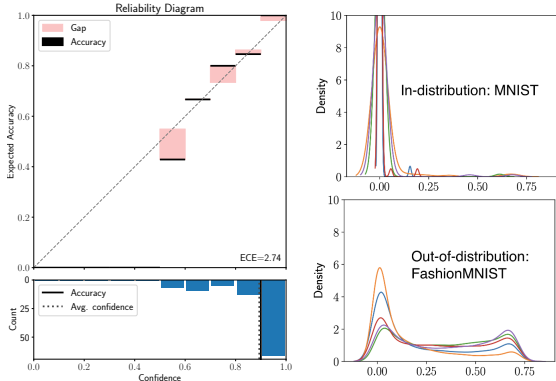 Reliability Diagram
Gap
Accuracy
Expected Accuracy
1.0
0.8
0.6
0.4
0.2
0.0
ECE=2.74
Accuracy
Avg. confidence
Count
0
25
50
0.0 0.2 0.4 0.6 0.8 1.0
Confidence
Density
10
8
6
4
2
0
In-distribution: MNIST
0.00 0.25 0.50 0.75
Density
10
8
6
4
2
0
Out-of-distribution:
FashionMNIST
0.00 0.25 0.50 0.75